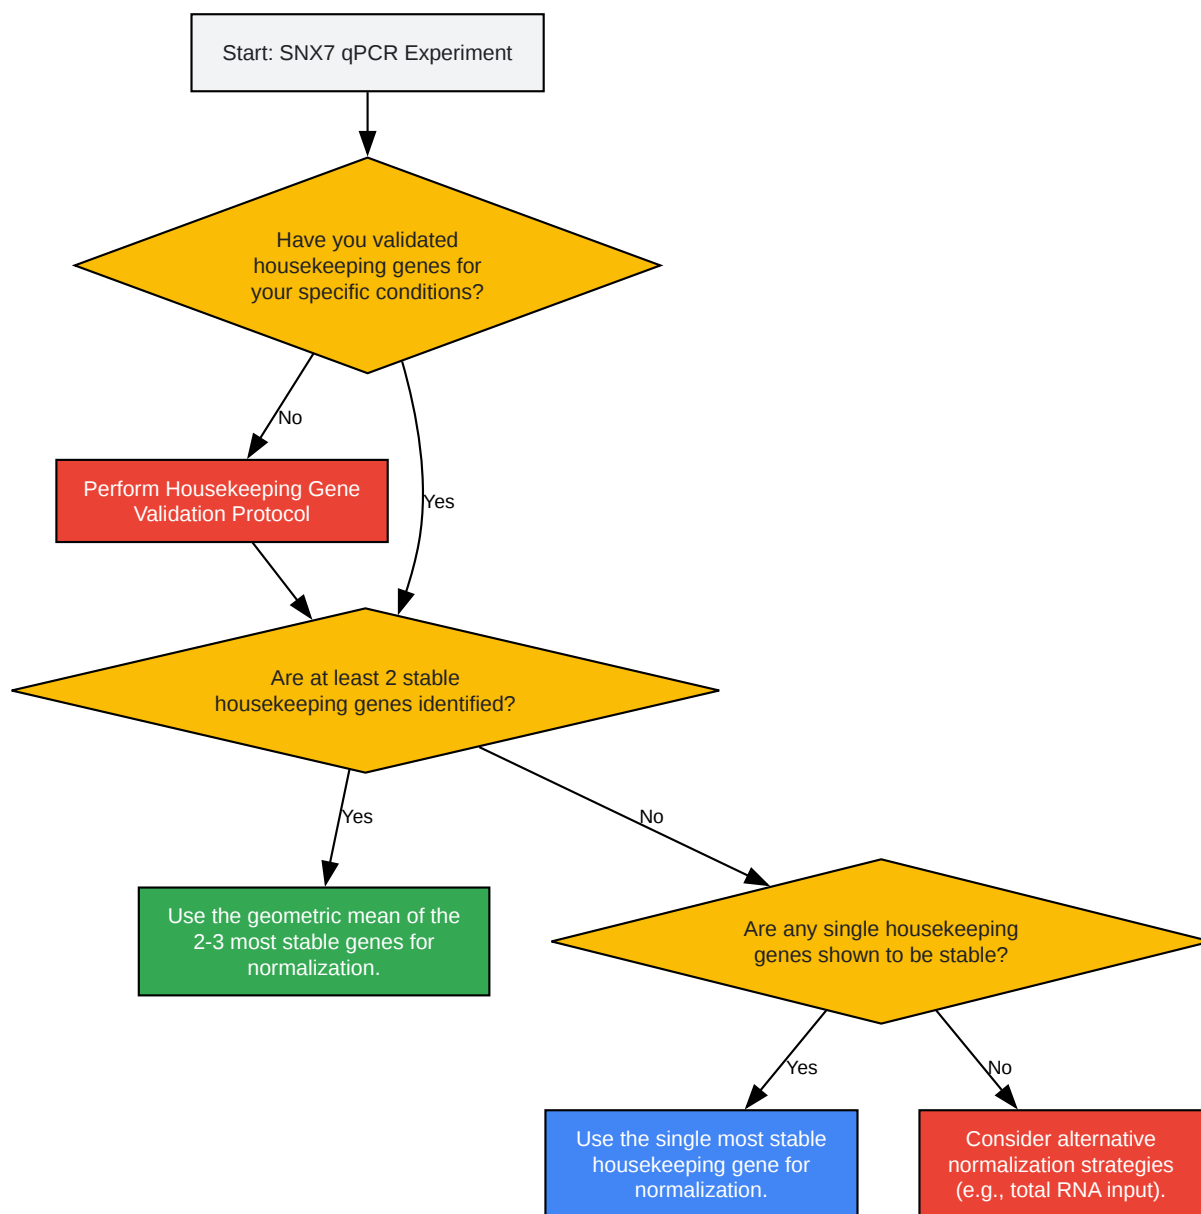 Start: SNX7 qPCR Experiment
Have you validated
housekeeping genes for
your specific conditions?
No
Perform Housekeeping Gene
Validation Protocol
Yes
Are at least 2 stable
housekeeping genes identified?
Yes
No
Use the geometric mean of the
2-3 most stable genes for
normalization.
Are any single housekeeping
genes shown to be stable?
Yes
No
Use the single most stable
housekeeping gene for
normalization.
Consider alternative
normalization strategies
(e.g., total RNA input).